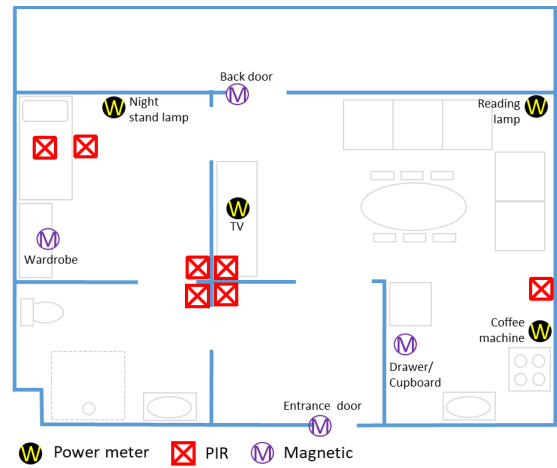 Back door
M
W
Night
stand lamp
Reading
lamp
W
W
TV
M
Wardrobe
Coffee
machine
W
M
Drawer/
Cupboard
Entrance door
M
W Power meter
PIR
M Magnetic